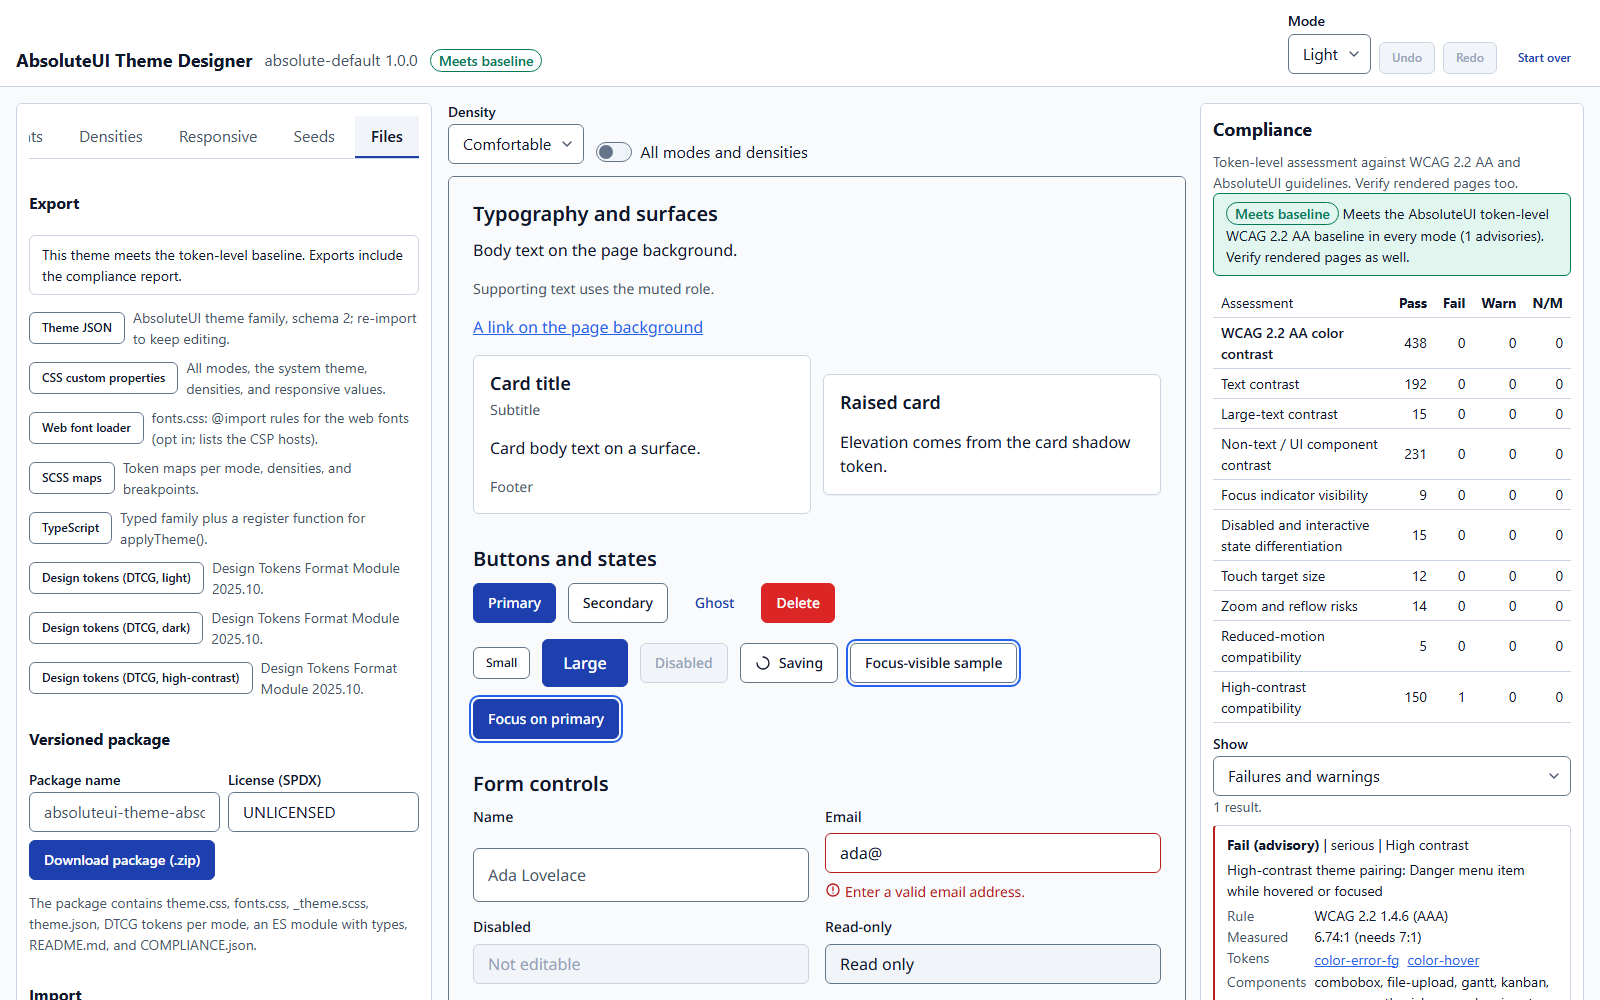 Mode
AbsoluteUI Theme Designer absolute-default 1.0.0 Meets baseline
Light Undo Redo Start over
ts Densities Responsive Seeds Files
Export
This theme meets the token-level baseline. Exports include
the compliance report.
Theme JSON
AbsoluteUI theme family, schema 2; re-import
to keep editing.
CSS custom properties
All modes, the system theme,
densities, and responsive values.
Web font loader
fonts.css: @import rules for the web fonts
(opt in; lists the CSP hosts).
SCSS maps
Token maps per mode, densities, and
breakpoints.
TypeScript
Typed family plus a register function for
applyTheme().
Design tokens (DTCG, light)
Design Tokens Format Module
2025.10.
Design tokens (DTCG, dark)
Design Tokens Format Module
2025.10.
Design tokens (DTCG, high-contrast)
Design Tokens Format
Module 2025.10.
Versioned package
Package name License (SPDX)
absoluteui-theme-absc UNLICENSED
Download package (.zip)
The package contains theme.css, fonts.css, _theme.scss,
theme.json, DTCG tokens per mode, an ES module with types,
README.md, and COMPLIANCE.json.
Import
Density
Comfortable All modes and densities
Typography and surfaces
Body text on the page background.
Supporting text uses the muted role.
A link on the page background
Card title
Subtitle
Card body text on a surface.
Footer
Raised card
Elevation comes from the card shadow
token.
Buttons and states
Primary Secondary Ghost Delete
Small Large Disabled Saving Focus-visible sample
Focus on primary
Form controls
Name Email
Ada Lovelace ada@
Enter a valid email address.
Disabled Read-only
Not editable Read only
Compliance
Token-level assessment against WCAG 2.2 AA and
AbsoluteUI guidelines. Verify rendered pages too.
Meets baseline Meets the AbsoluteUI token-level
WCAG 2.2 AA baseline in every mode (1 advisories).
Verify rendered pages as well.
Assessment Pass Fail Warn N/M
WCAG 2.2 AA color
contrast 438 0 0 0
Text contrast 192 0 0 0
Large-text contrast 15 0 0 0
Non-text / UI component
contrast 231 0 0 0
Focus indicator visibility 9 0 0 0
Disabled and interactive
state differentiation 15 0 0 0
Touch target size 12 0 0 0
Zoom and reflow risks 14 0 0 0
Reduced-motion
compatibility 5 0 0 0
High-contrast
compatibility 150 1 0 0
Show
Failures and warnings
1 result.
Fail (advisory) | serious | High contrast
High-contrast theme pairing: Danger menu item
while hovered or focused
Rule WCAG 2.2 1.4.6 (AAA)
Measured 6.74:1 (needs 7:1)
Tokens color-error-fg color-hover
Components combobox, file-upload, gantt, kanban,